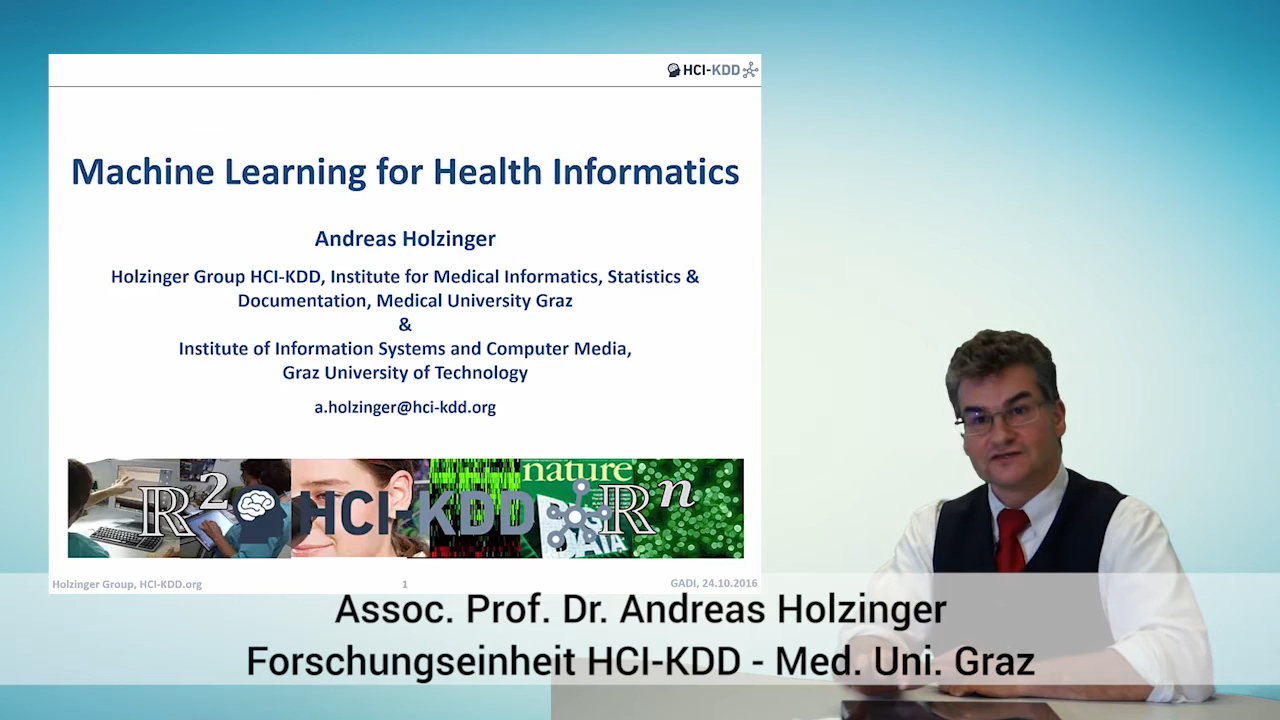 HCI-KDD
Machine Learning for Health Informatics
Andreas Holzinger
Holzinger Group HCI-KDD, Institute for Medical Informatics, Statistics &
Documentation, Medical University Graz
&
Institute of Information Systems and Computer Media,
Graz University of Technology
a.holzinger@hci-kdd.org
nature
ℝ² HCI-KDD ℝⁿ
DATA
Holzinger Group, HCI-KDD.org 1 GADI, 24.10.2016
Assoc. Prof. Dr. Andreas Holzinger
Forschungseinheit HCI-KDD - Med. Uni. Graz